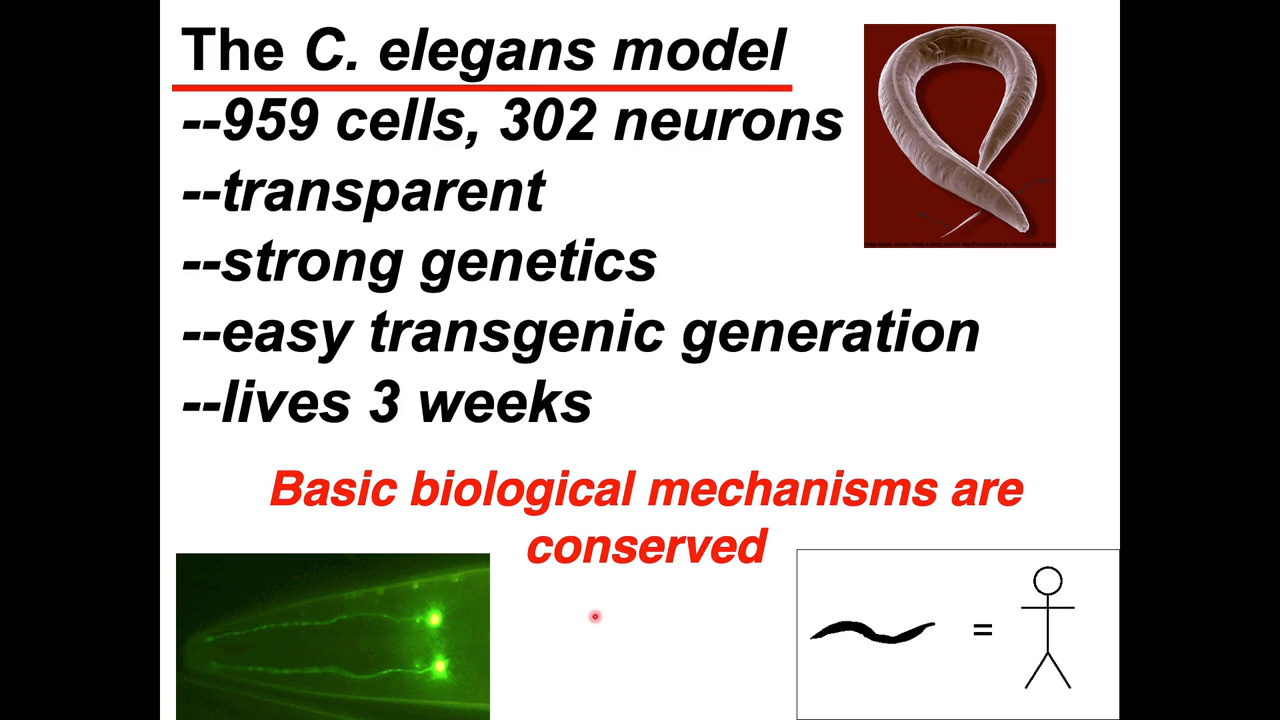 The C. elegans model
--959 cells, 302 neurons
--transparent
--strong genetics
--easy transgenic generation
--lives 3 weeks
Basic biological mechanisms are
conserved
=